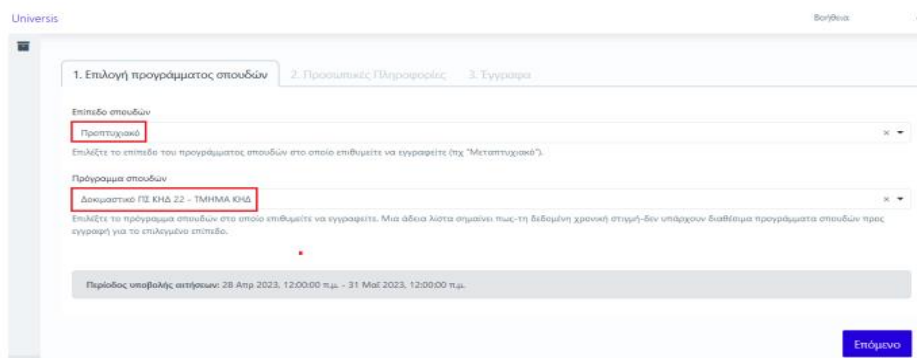 Universis
Βοήθεια
1. Επιλογή προγράμματος σπουδών 2. Προσωπικές Πληροφορίες 3. Έγγραφα
Επίπεδο σπουδών
Προπτυχιακό
Επιλέξτε το επίπεδο του προγράμματος σπουδών στο οποίο επιθυμείτε να εγγραφείτε (πχ "Μεταπτυχιακό").
Πρόγραμμα σπουδών
Δοκιμαστικό ΠΣ ΚΗΔ 22 - ΤΜΗΜΑ ΚΗΔ
Επιλέξτε το πρόγραμμα σπουδών στο οποίο επιθυμείτε να εγγραφείτε. Μια άδεια λίστα σημαίνει πως-τη δεδομένη χρονική στιγμή-δεν υπάρχουν διαθέσιμα προγράμματα σπουδών προς
εγγραφή για το επιλεγμένο επίπεδο.
Περίοδος υποβολής αιτήσεων: 28 Απρ 2023, 12:00:00 π.μ. - 31 Μαΐ 2023, 12:00:00 π.μ.
Επόμενο